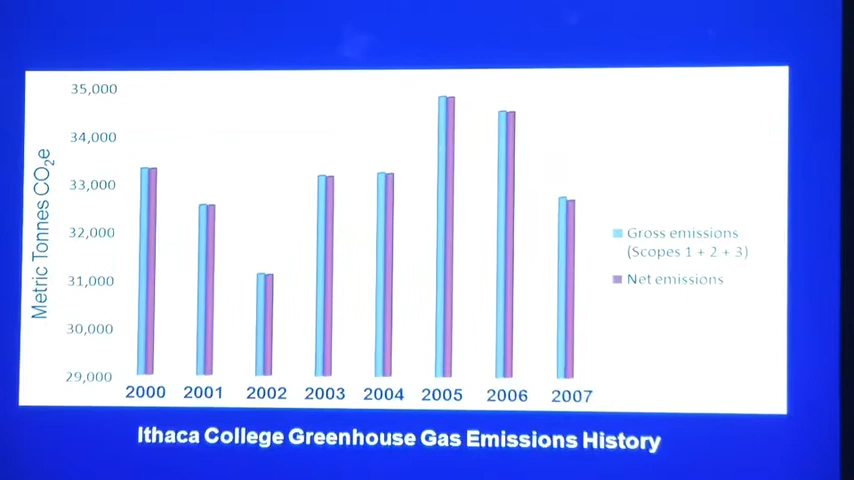 35,000
34,000
33,000
32,000
31,000
30,000
29,000
Metric Tonnes CO₂e
2000 2001 2002 2003 2004 2005 2006 2007
Gross emissions
(Scopes 1 + 2 + 3)
Net emissions
Ithaca College Greenhouse Gas Emissions History